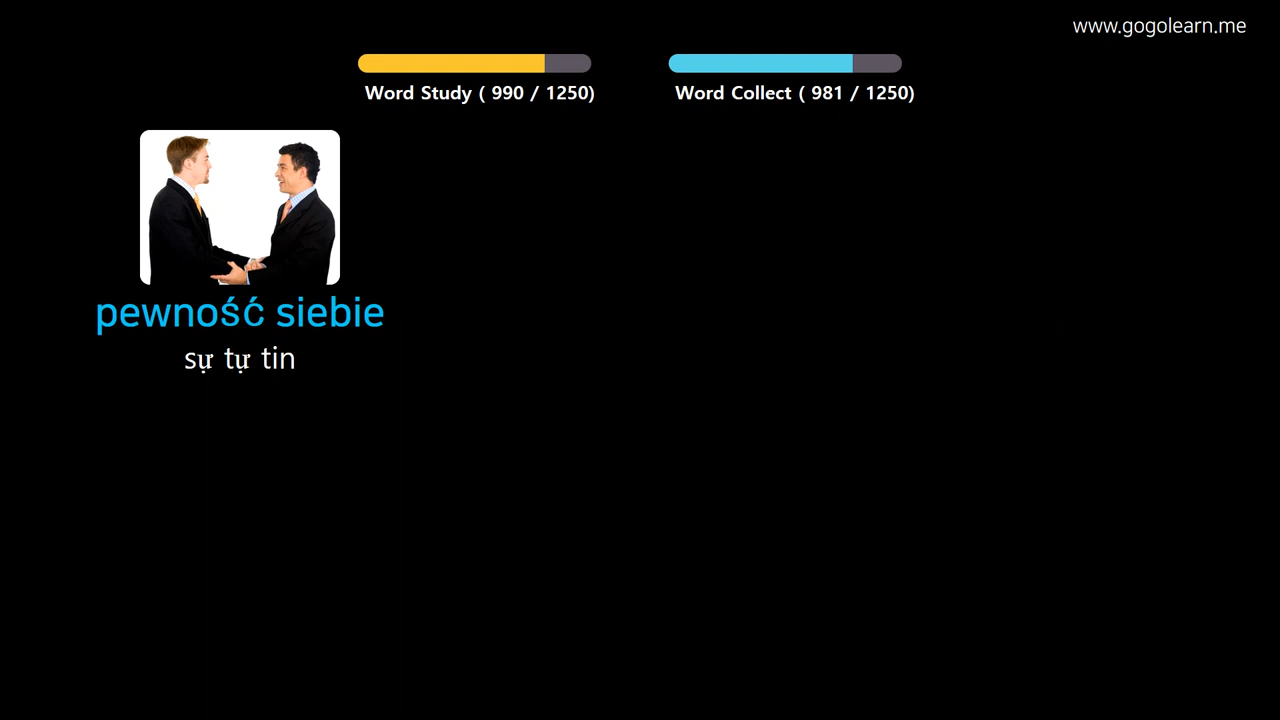 www.gogolearn.me
Word Study ( 990 / 1250)
Word Collect ( 981 / 1250)
pewność siebie
sự tự tin